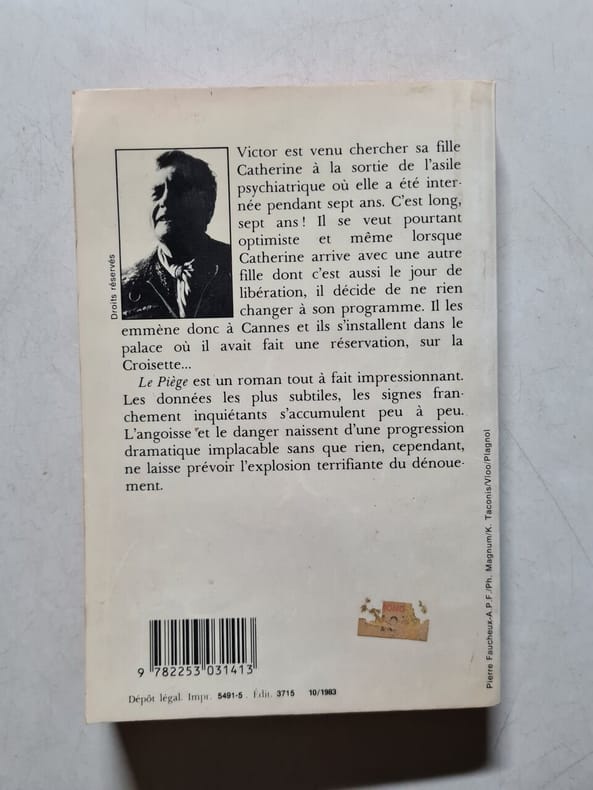 Victor est venu chercher sa fille
Catherine à la sortie de l'asile
psychiatrique où elle a été inter-
née pendant sept ans. C'est long,
sept ans ! Il se veut pourtant
optimiste et même lorsque
Catherine arrive avec une autre
fille dont c'est aussi le jour de
libération, il décide de ne rien
changer à son programme. Il les
emmène donc à Cannes et ils s'installent dans le
palace où il avait fait une réservation, sur la
Croisette...
Le Piège est un roman tout à fait impressionnant.
Les données les plus subtiles, les signes fran-
chement inquiétants s'accumulent peu à peu.
L'angoisse et le danger naissent d'une progression
dramatique implacable sans que rien, cependant,
ne laisse prévoir l'explosion terrifiante du dénoue-
ment.
Droits réservés
Pierre Faucheux-A.P.F./Ph. Magnum/K. Taconis/Vloo/Plagnol
9 782253 031413
Dépôt légal. Impr. 5491-5 . Édit. 3715 10/1983